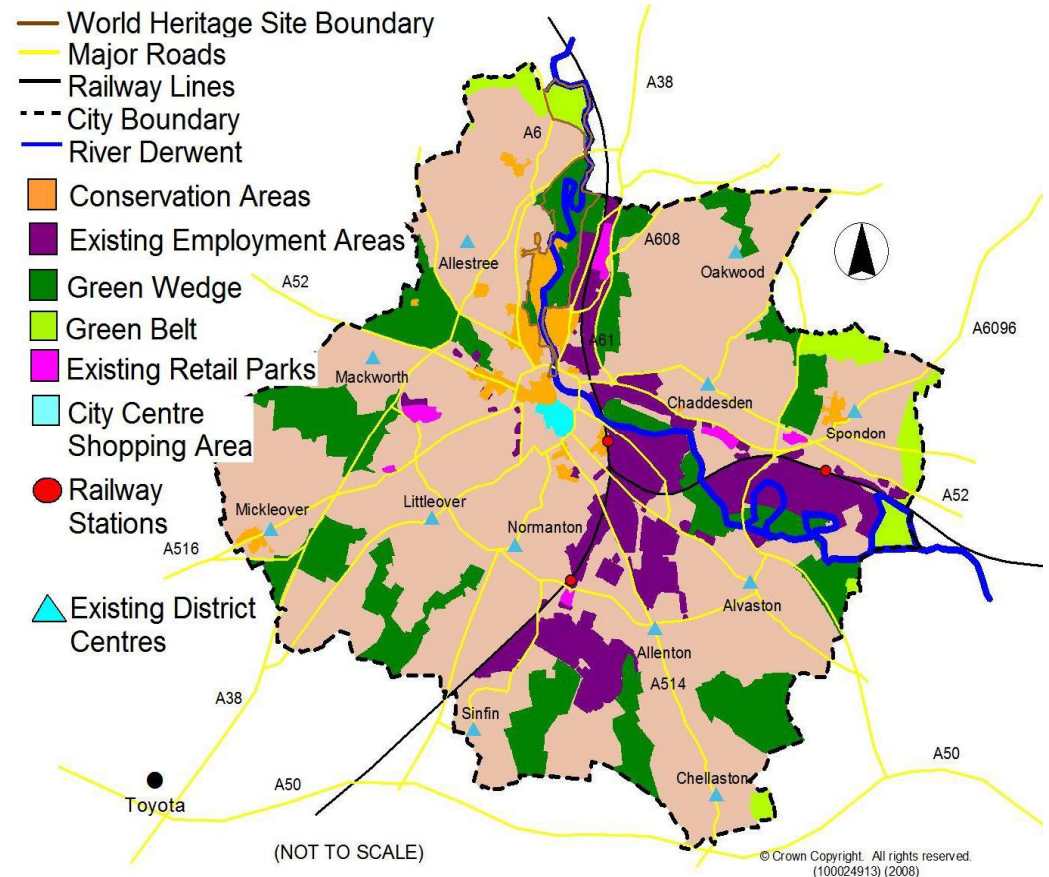 World Heritage Site Boundary
Major Roads
Railway Lines
City Boundary
River Derwent
Conservation Areas
Existing Employment Areas
Green Wedge
Green Belt
Existing Retail Parks
City Centre
Shopping Area
Railway
Stations
Existing District
Centres
A38
A6
A608
Allestree
Oakwood
A52
A6096
A61
Mackworth
Chaddesden
Spondon
Littleover
Mickleover
Normanton
A52
A516
Alvaston
Allenton
A514
A38
Sinfin
A50
Chellaston
A50
Toyota
(NOT TO SCALE)
© Crown Copyright. All rights reserved.
(100024913) (2008)